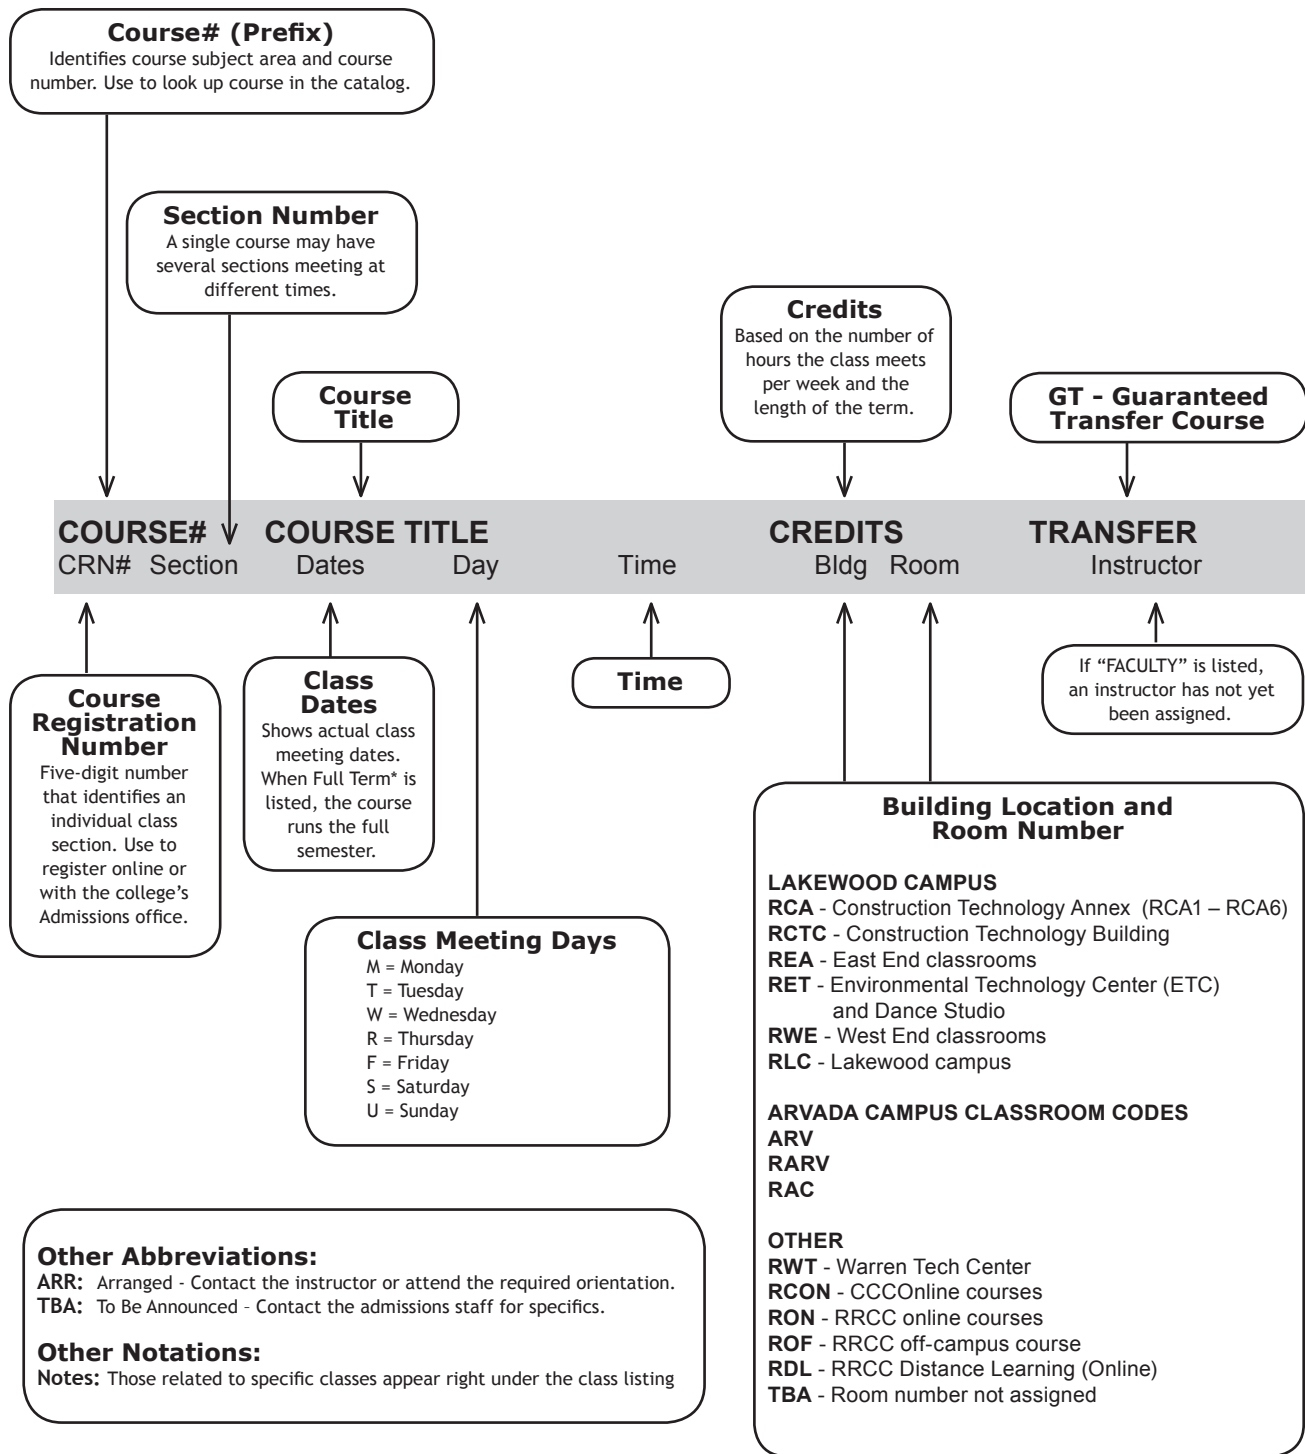 Course# (Prefix)
Identifies course subject area and course
number. Use to look up course in the catalog.
Section Number
A single course may have
several sections meeting at
different times.
Course
Title
Credits
Based on the number of
hours the class meets
per week and the
length of the term.
GT - Guaranteed
Transfer Course
COURSE# COURSE TITLE CREDITS TRANSFER
CRN# Section Dates Day Time Bldg Room Instructor
Course
Registration
Number
Five-digit number
that identifies an
individual class
section. Use to
register online or
with the college’s
Admissions office.
Class
Dates
Shows actual class
meeting dates.
When Full Term* is
listed, the course
runs the full
semester.
Time
If “FACULTY” is listed,
an instructor has not yet
been assigned.
Class Meeting Days
M = Monday
T = Tuesday
W = Wednesday
R = Thursday
F = Friday
S = Saturday
U = Sunday
Building Location and
Room Number
LAKEWOOD CAMPUS
RCA - Construction Technology Annex (RCA1 – RCA6)
RCTC - Construction Technology Building
REA - East End classrooms
RET - Environmental Technology Center (ETC)
and Dance Studio
RWE - West End classrooms
RLC - Lakewood campus
ARVADA CAMPUS CLASSROOM CODES
ARV
RARV
RAC
OTHER
RWT - Warren Tech Center
RCON - CCCOnline courses
RON - RRCC online courses
ROF - RRCC off-campus course
RDL - RRCC Distance Learning (Online)
TBA - Room number not assigned
Other Abbreviations:
ARR: Arranged - Contact the instructor or attend the required orientation.
TBA: To Be Announced – Contact the admissions staff for specifics.
Other Notations:
Notes: Those related to specific classes appear right under the class listing